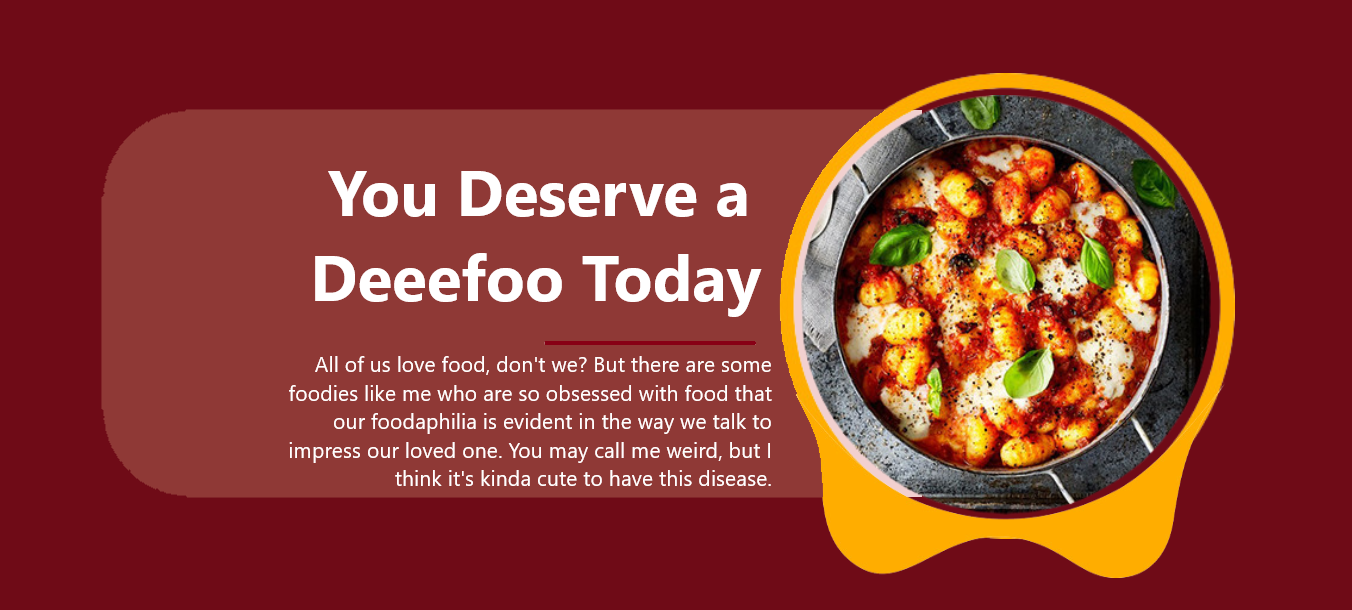 You Deserve a
Deeefoo Today
All of us love food, don't we? But there are some
foodies like me who are so obsessed with food that
our foodaphilia is evident in the way we talk to
impress our loved one. You may call me weird, but I
think it's kinda cute to have this disease.